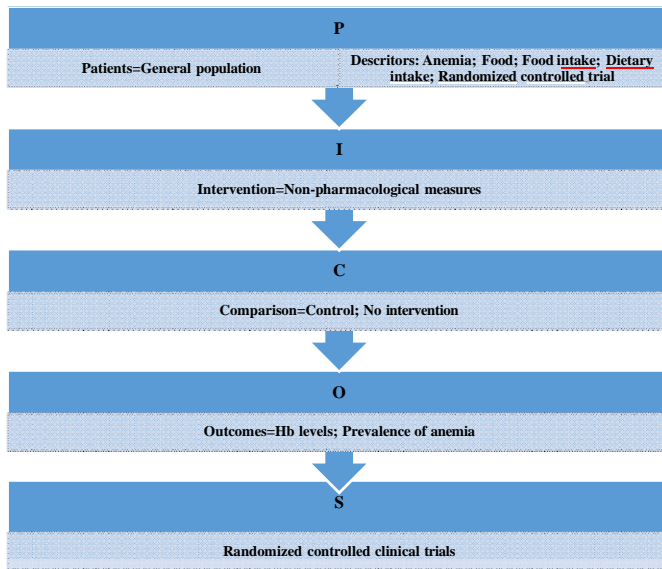 P
Patients=General population
Descritors: Anemia; Food; Food intake; Dietary
intake; Randomized controlled trial
I
Intervention=Non-pharmacological measures
C
Comparison=Control; No intervention
O
Outcomes=Hb levels; Prevalence of anemia
S
Randomized controlled clinical trials